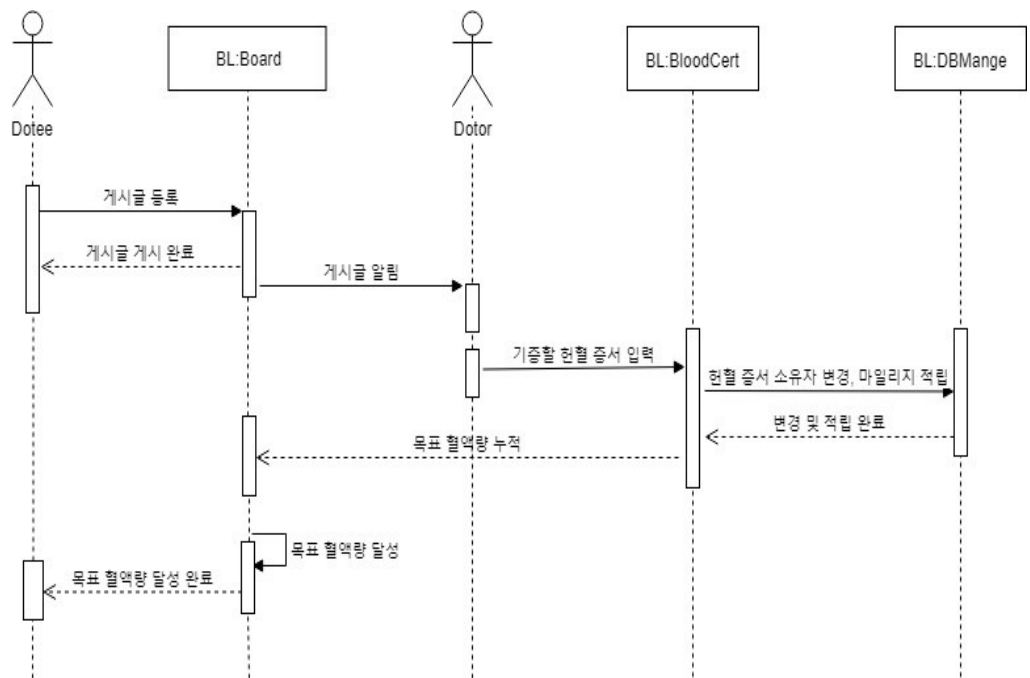 BL:Board
BL:BloodCert
BL:DBMange
Dotee
Dotor
게시글 등록
게시글 게시 완료
게시글 알림
기증할 헌혈 증서 입력
헌혈 증서 소유자 변경, 마일리지 적립
변경 및 적립 완료
목표 혈액량 누적
목표 혈액량 달성
목표 혈액량 달성 완료